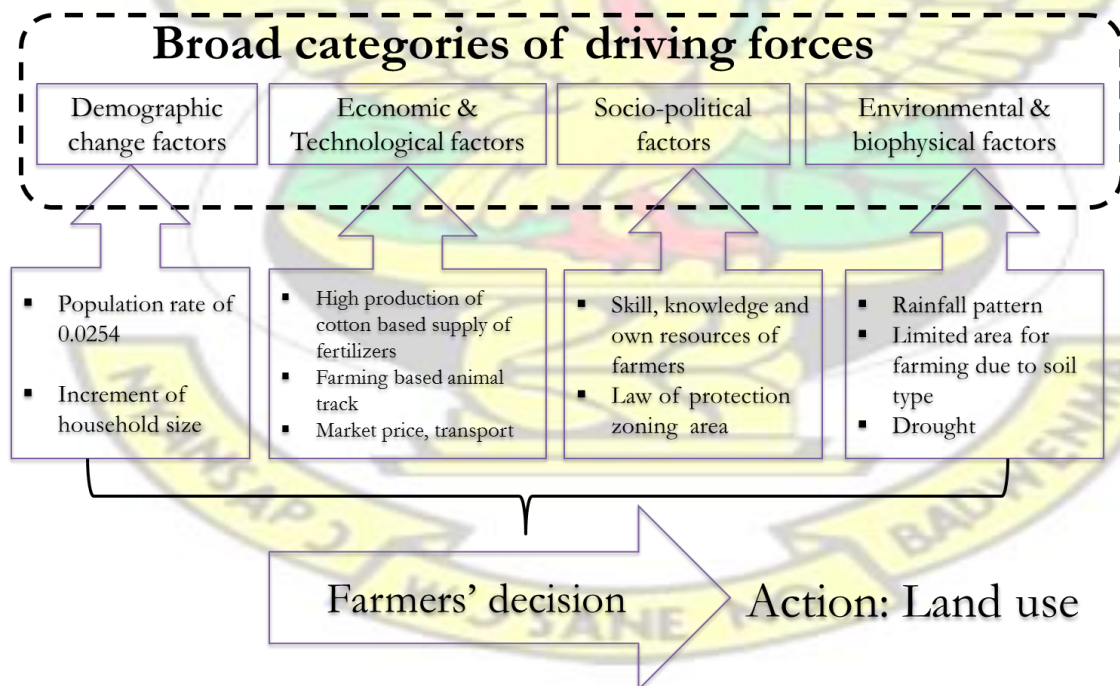 Broad categories of driving forces
Demographic
change factors
Economic &
Technological factors
Socio-political
factors
Environmental &
biophysical factors
▪ Population rate of
0.0254
▪ Increment of
household size
▪ High production of
cotton based supply of
fertilizers
▪ Farming based animal
track
▪ Market price, transport
▪ Skill, knowledge and
own resources of
farmers
▪ Law of protection
zoning area
▪ Rainfall pattern
▪ Limited area for
farming due to soil
type
▪ Drought
Farmers’ decision
Action: Land use
SANE
BADWENMA